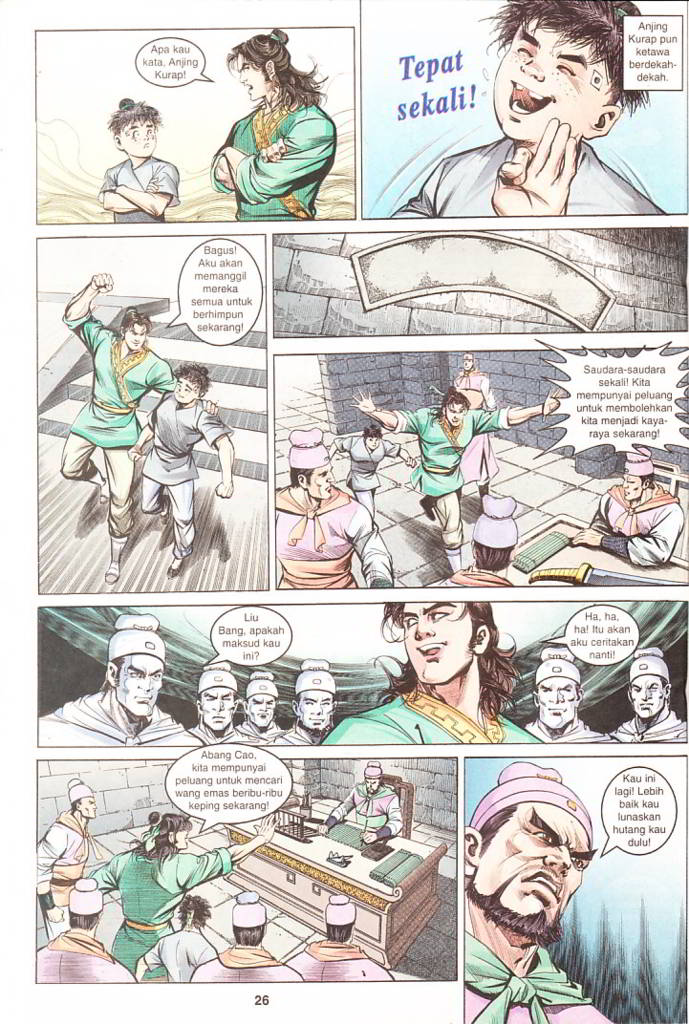 Apa kau
kata, Anjing
Kurap!
Tepat
sekali!
Anjing
Kurap pun
ketawa
berdekah-
dekah.
Bagus!
Aku akan
memanggil
mereka
semua untuk
berhimpun
sekarang!
Saudara-saudara
sekali! Kita
mempunyai peluang
untuk membolehkan
kita menjadi kaya-
raya sekarang!
Liu
Bang, apakah
maksud kau
ini?
Ha, ha,
ha! Itu akan
aku ceritakan
nanti!
Abang Cao,
kita mempunyai
peluang untuk mencari
wang emas beribu-ribu
keping sekarang!
Kau ini
lagi! Lebih
baik kau
lunaskan
hutang kau
dulu!
26